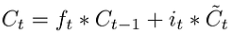 C_t = f_t * C_{t-1} + i_t * \tilde{C}_t